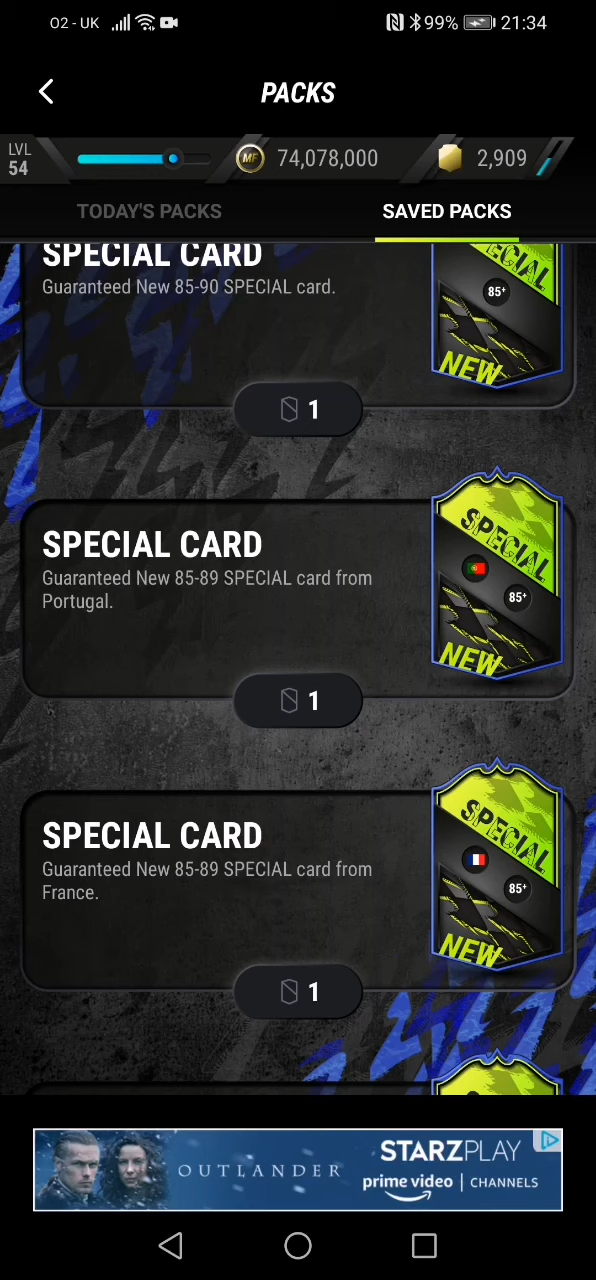 O2 - UK 99% 21:34
PACKS
LVL
54
MF 74,078,000 2,909
TODAY'S PACKS SAVED PACKS
SPECIAL CARD
Guaranteed New 85-90 SPECIAL card.
SPECIAL
85+
NEW
1
SPECIAL CARD
Guaranteed New 85-89 SPECIAL card from
Portugal.
SPECIAL
85+
NEW
1
SPECIAL CARD
Guaranteed New 85-89 SPECIAL card from
France.
SPECIAL
85+
NEW
1
OUTLANDER
STARZPLAY
prime video | CHANNELS